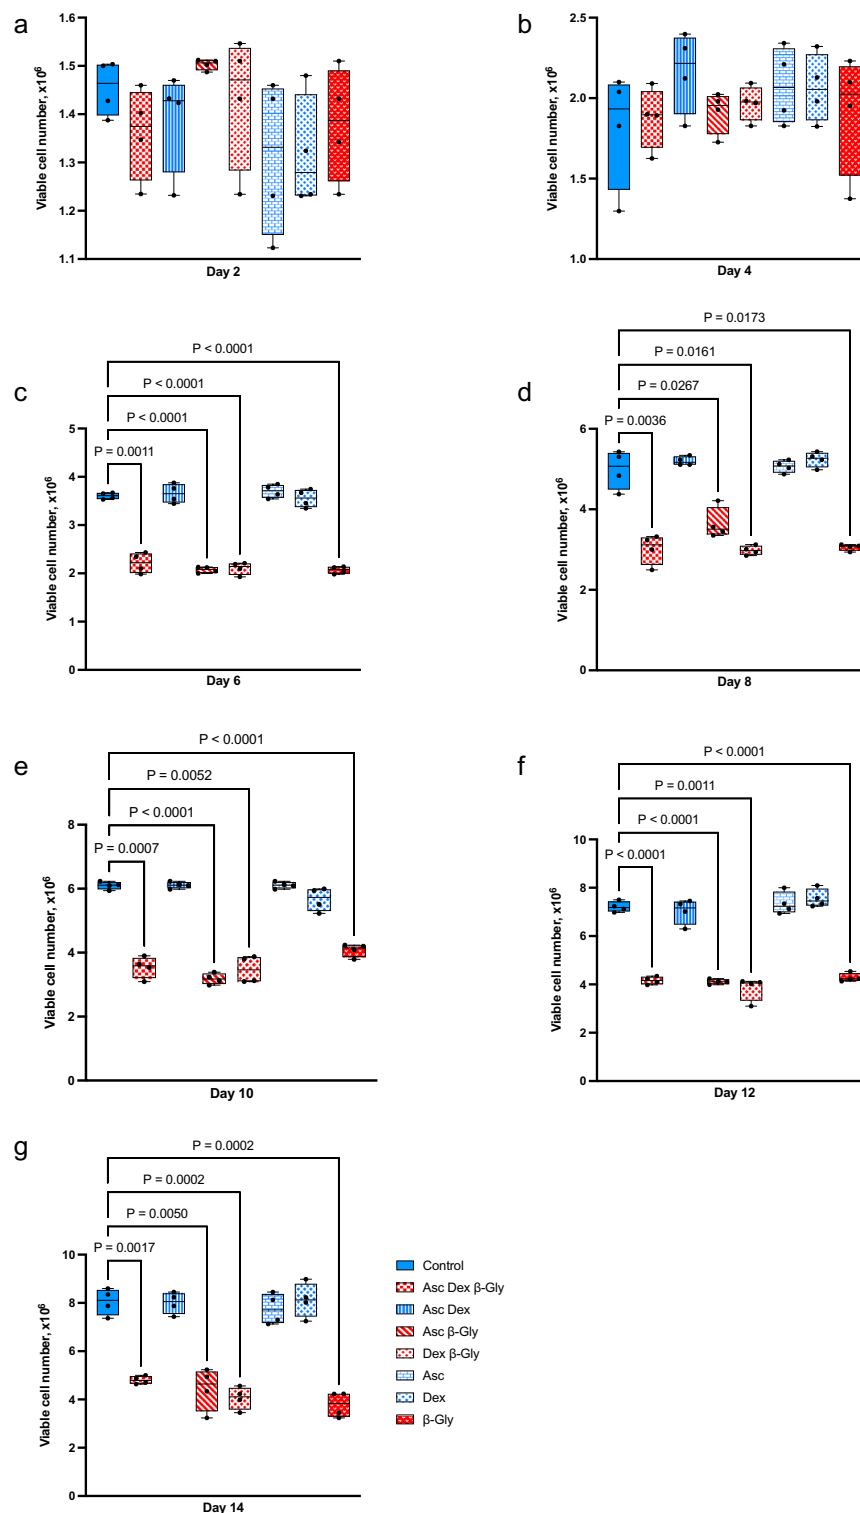 a
1.6
1.5
1.4
1.3
1.2
1.1
Viable cell number, x10⁶
Day 2
b
2.5
2.0
1.5
1.0
Viable cell number, x10⁶
Day 4
c
P < 0.0001
P < 0.0001
P < 0.0001
P = 0.0011
5
4
3
2
1
0
Viable cell number, x10⁶
Day 6
d
P = 0.0173
P = 0.0161
P = 0.0267
P = 0.0036
6
4
2
0
Viable cell number, x10⁶
Day 8
e
P < 0.0001
P = 0.0052
P < 0.0001
P = 0.0007
8
6
4
2
0
Viable cell number, x10⁶
Day 10
f
P < 0.0001
P = 0.0011
P < 0.0001
P < 0.0001
10
8
6
4
2
0
Viable cell number, x10⁶
Day 12
g
P = 0.0002
P = 0.0002
P = 0.0050
P = 0.0017
10
8
6
4
2
0
Viable cell number, x10⁶
Day 14
Control
Asc Dex β-Gly
Asc Dex
Asc β-Gly
Dex β-Gly
Asc
Dex
β-Gly